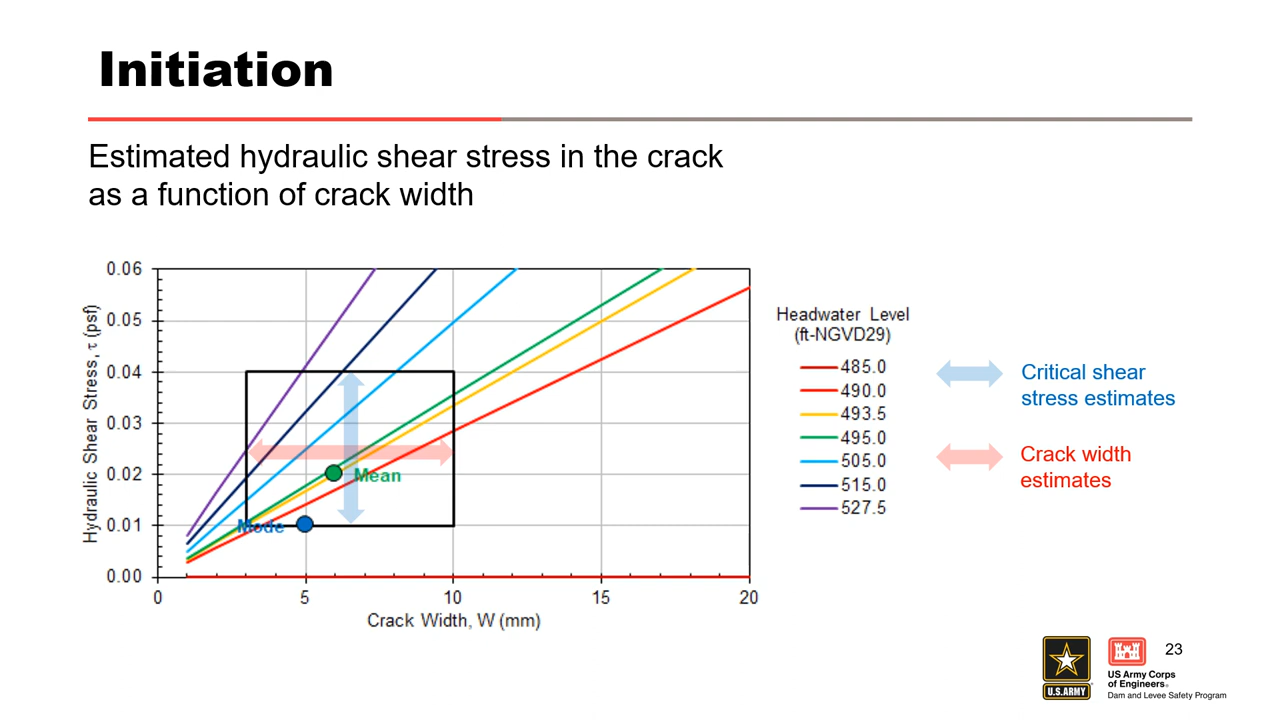 Initiation
Estimated hydraulic shear stress in the crack
as a function of crack width
Hydraulic Shear Stress, τ (psf)
0.06
0.05
0.04
0.03
0.02
0.01
0.00
Mean
Mode
0
5
10
15
20
Crack Width, W (mm)
Headwater Level
(ft-NGVD29)
485.0
490.0
493.5
495.0
505.0
515.0
527.5
Critical shear
stress estimates
Crack width
estimates
U.S.ARMY
US Army Corps
of Engineers®
Dam and Levee Safety Program
23